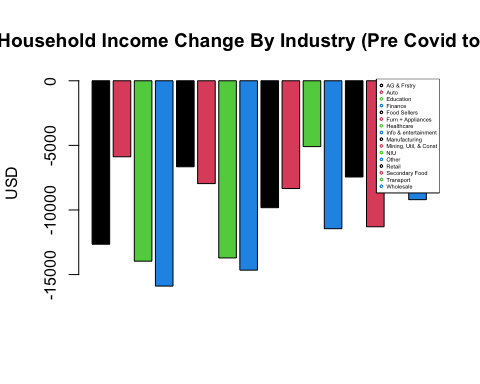 Household Income Change By Industry (Pre Covid to
USD
0
-5000
-10000
-15000
AG & Frstry
Auto
Education
Finance
Food Sellers
Furn + Appliances
Healthcare
Info & entertainment
Manufacturing
Mining, Util, & Const
NIU
Other
Retail
Secondary Food
Transport
Wholesale